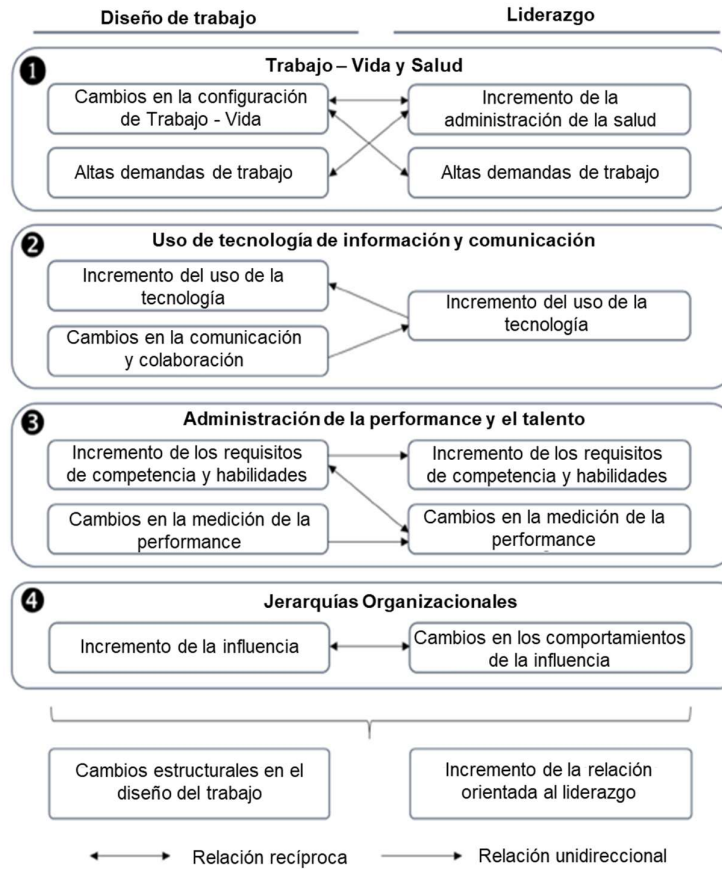 Diseño de trabajo
Liderazgo
1
Trabajo – Vida y Salud
Cambios en la configuración
de Trabajo - Vida
Incremento de la
administración de la salud
Altas demandas de trabajo
Altas demandas de trabajo
2
Uso de tecnología de información y comunicación
Incremento del uso de la
tecnología
Incremento del uso de la
tecnología
Cambios en la comunicación
y colaboración
3
Administración de la performance y el talento
Incremento de los requisitos
de competencia y habilidades
Incremento de los requisitos
de competencia y habilidades
Cambios en la medición de la
performance
Cambios en la medición de la
performance
4
Jerarquías Organizacionales
Incremento de la influencia
Cambios en los comportamientos
de la influencia
Cambios estructurales en el
diseño del trabajo
Incremento de la relación
orientada al liderazgo
Relación recíproca
Relación unidireccional